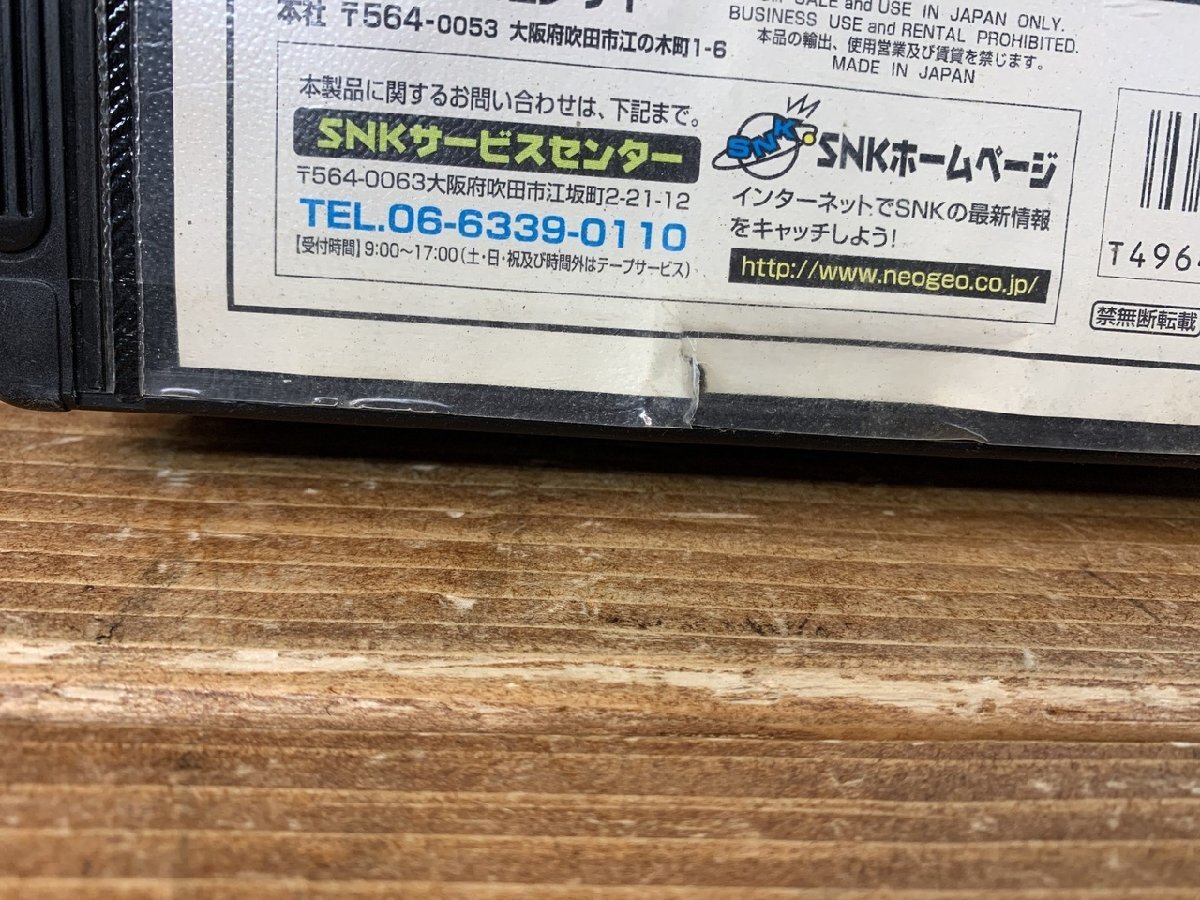 本社 〒564-0053 大阪府吹田市江の木町1-6
SALE and USE IN JAPAN ONLY.
BUSINESS USE and RENTAL PROHIBITED.
本品の輸出、使用営業及び賃貸を禁じます。
MADE IN JAPAN
本製品に関するお問い合わせは、下記まで。
SNKサービスセンター
〒564-0063大阪府吹田市江坂町2-21-12
TEL.06-6339-0110
【受付時間】9:00〜17:00(土・日・祝及び時間外はテープサービス)
SNK
SNKホームページ
インターネットでSNKの最新情報
をキャッチしよう!
http://www.neogeo.co.jp/
T4964
禁無断転載